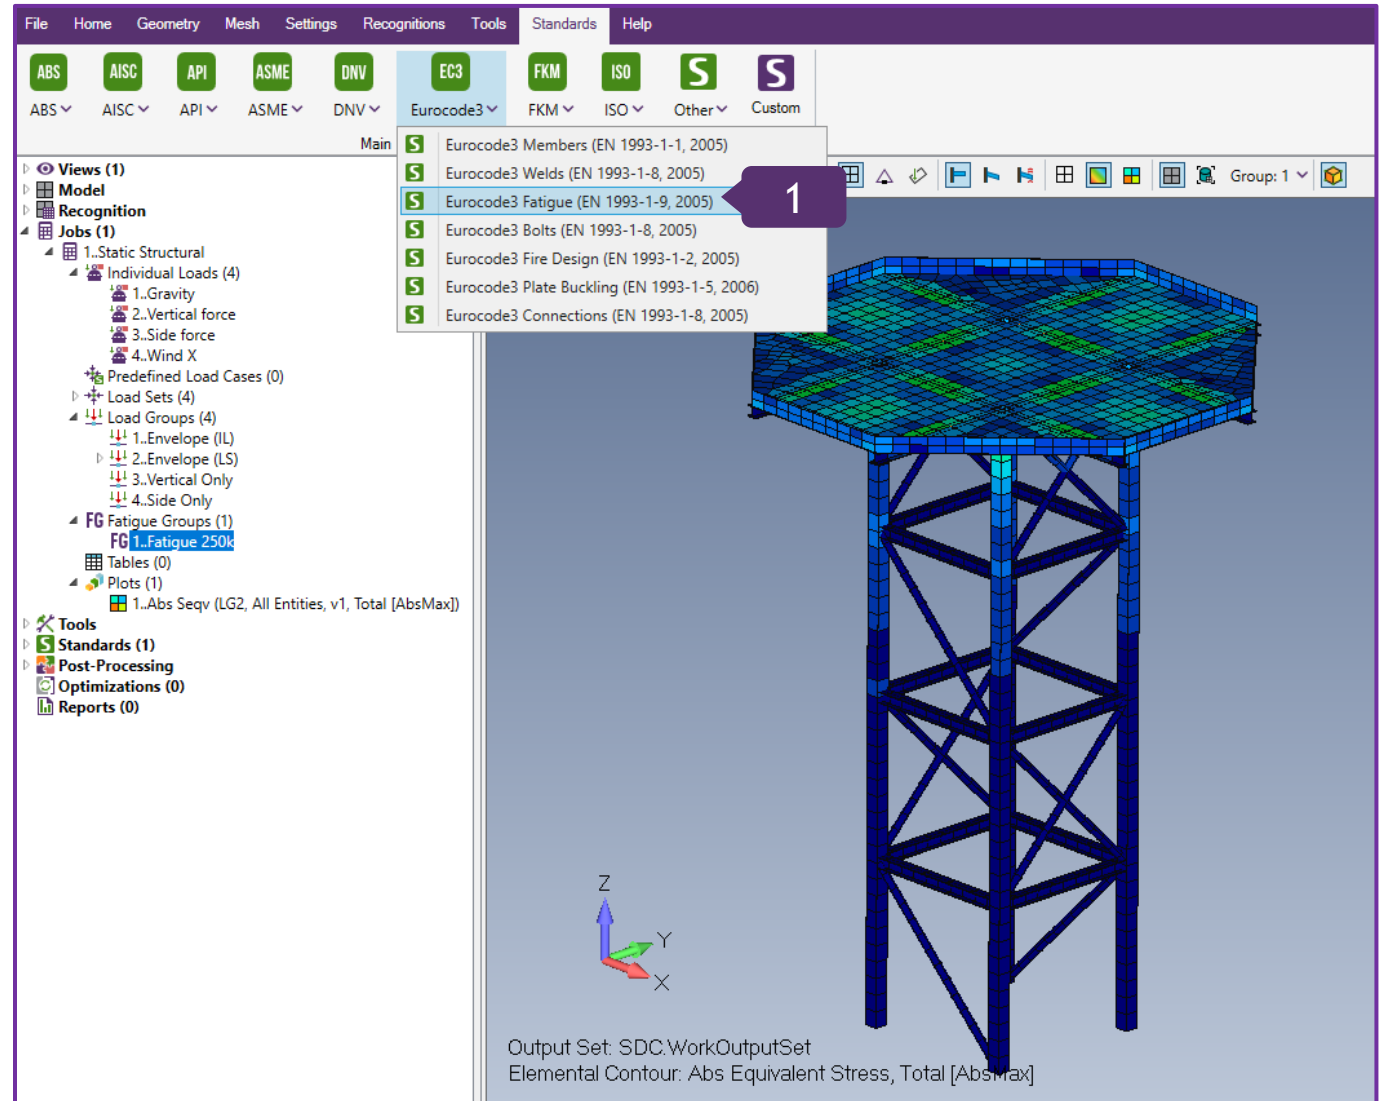 File Home Geometry Mesh Settings Recognitions Tools Standards Help
ABS AISC API ASME DNV EC3 FKM ISO S S
ABS AISC API ASME DNV Eurocode3 FKM ISO Other Custom
Main
S Eurocode3 Members (EN 1993-1-1, 2005)
S Eurocode3 Welds (EN 1993-1-8, 2005)
S Eurocode3 Fatigue (EN 1993-1-9, 2005)
S Eurocode3 Bolts (EN 1993-1-8, 2005)
S Eurocode3 Fire Design (EN 1993-1-2, 2005)
S Eurocode3 Plate Buckling (EN 1993-1-5, 2006)
S Eurocode3 Connections (EN 1993-1-8, 2005)
1
Group: 1
Views (1)
Model
Recognition
Jobs (1)
1..Static Structural
Individual Loads (4)
1..Gravity
2..Vertical force
3..Side force
4..Wind X
Predefined Load Cases (0)
Load Sets (4)
Load Groups (4)
1..Envelope (IL)
2..Envelope (LS)
3..Vertical Only
4..Side Only
FG Fatigue Groups (1)
FG 1..Fatigue 250k
Tables (0)
Plots (1)
1..Abs Seqv (LG2, All Entities, v1, Total [AbsMax])
Tools
S Standards (1)
Post-Processing
Optimizations (0)
Reports (0)
Z
Y
X
Output Set: SDC.WorkOutputSet
Elemental Contour: Abs Equivalent Stress, Total [AbsMax]